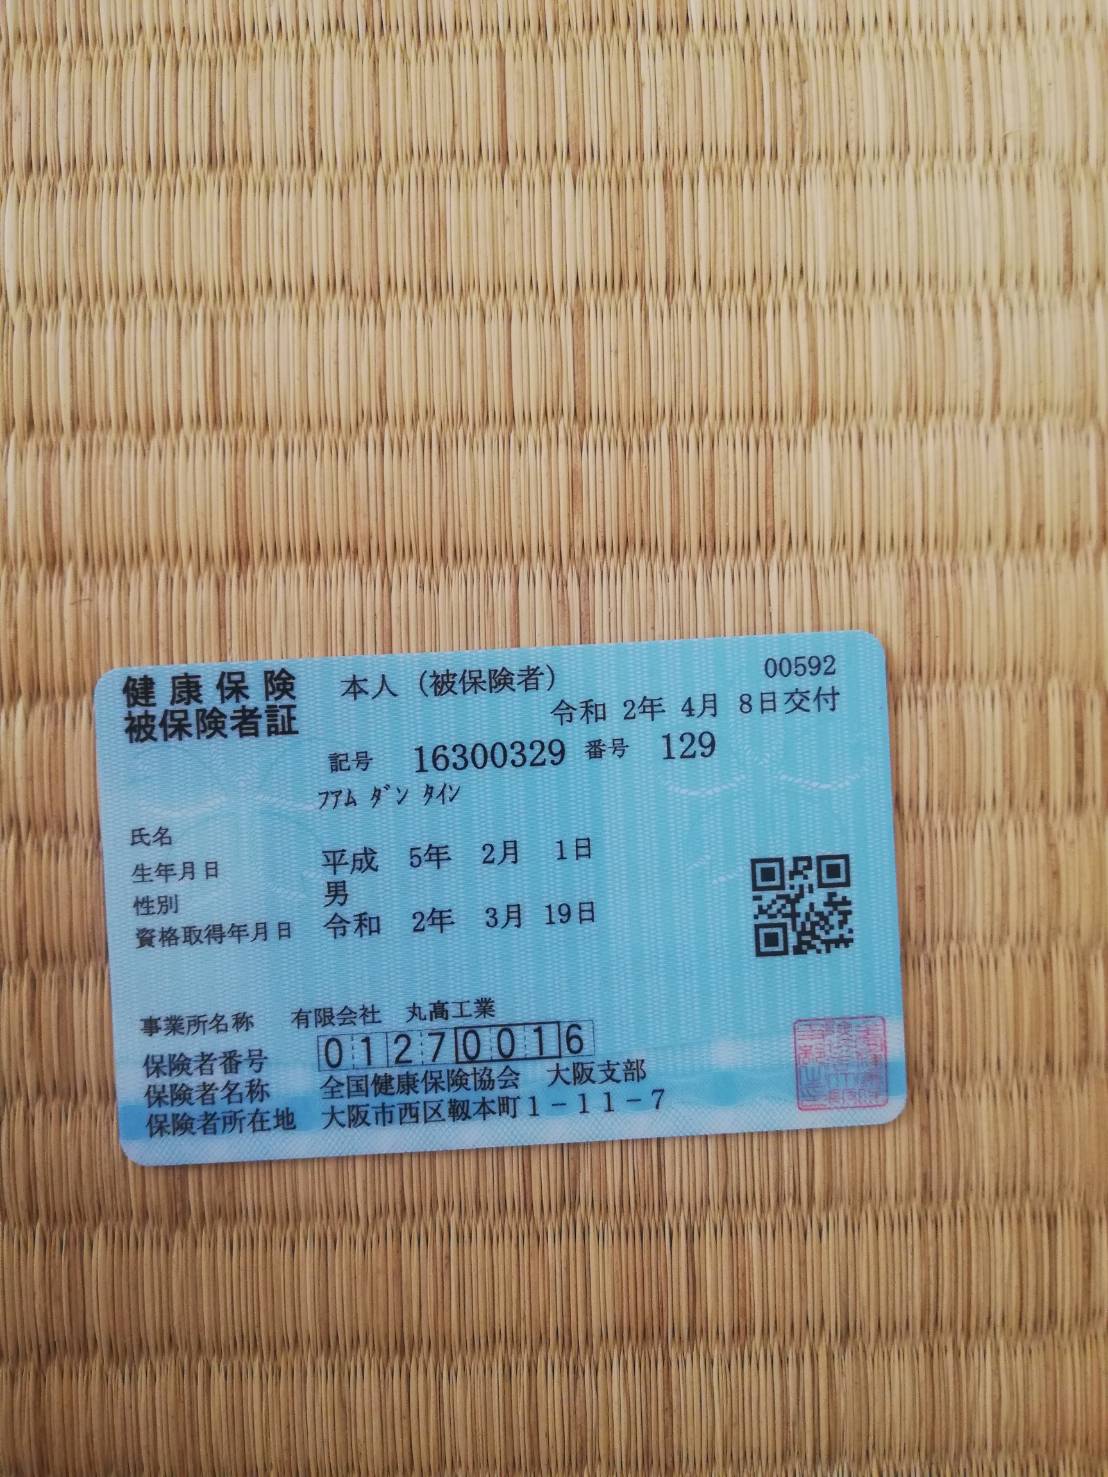 健康保険 本人（被保険者） 00592
被保険者証 令和 2年 4月 8日交付
記号 16300329 番号 129
ﾌｱﾑ ﾀﾞﾝ ﾀｲﾝ
氏名
生年月日 平成 5年 2月 1日
性別 男
資格取得年月日 令和 2年 3月 19日
事業所名称 有限会社 丸髙工業
保険者番号 01270016
保険者名称 全国健康保険協会 大阪支部
保険者所在地 大阪市西区靱本町1-11-7